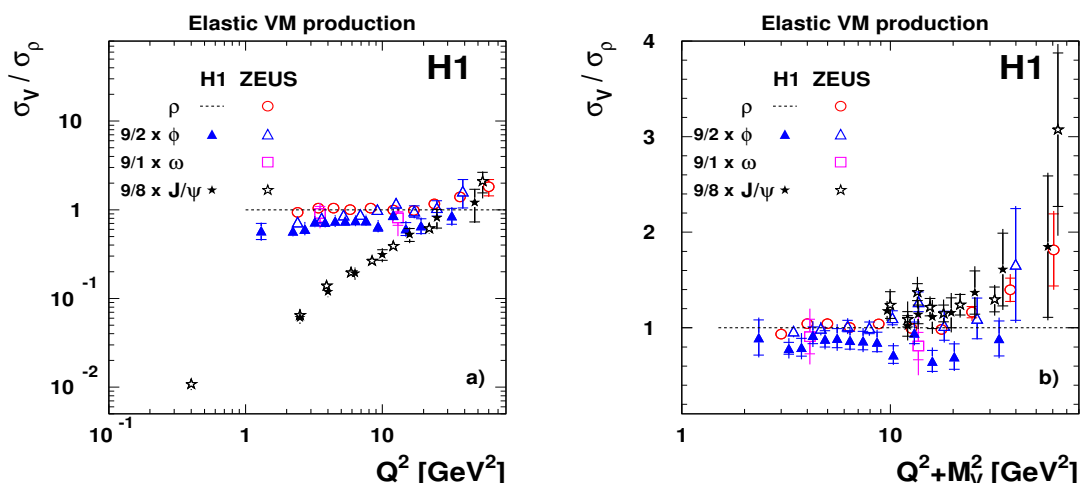 Elastic VM production
σV / σρ
H1
H1 ZEUS
ρ
9/2 x ϕ
9/1 x ω
9/8 x J/ψ
10
1
10 -1
10 -2
a)
10 -1 1 10
Q2 [GeV2]
Elastic VM production
σV / σρ
4
H1
H1 ZEUS
ρ
9/2 x ϕ
9/1 x ω
9/8 x J/ψ
3
2
1
b)
1 10
Q2+MV2 [GeV2]